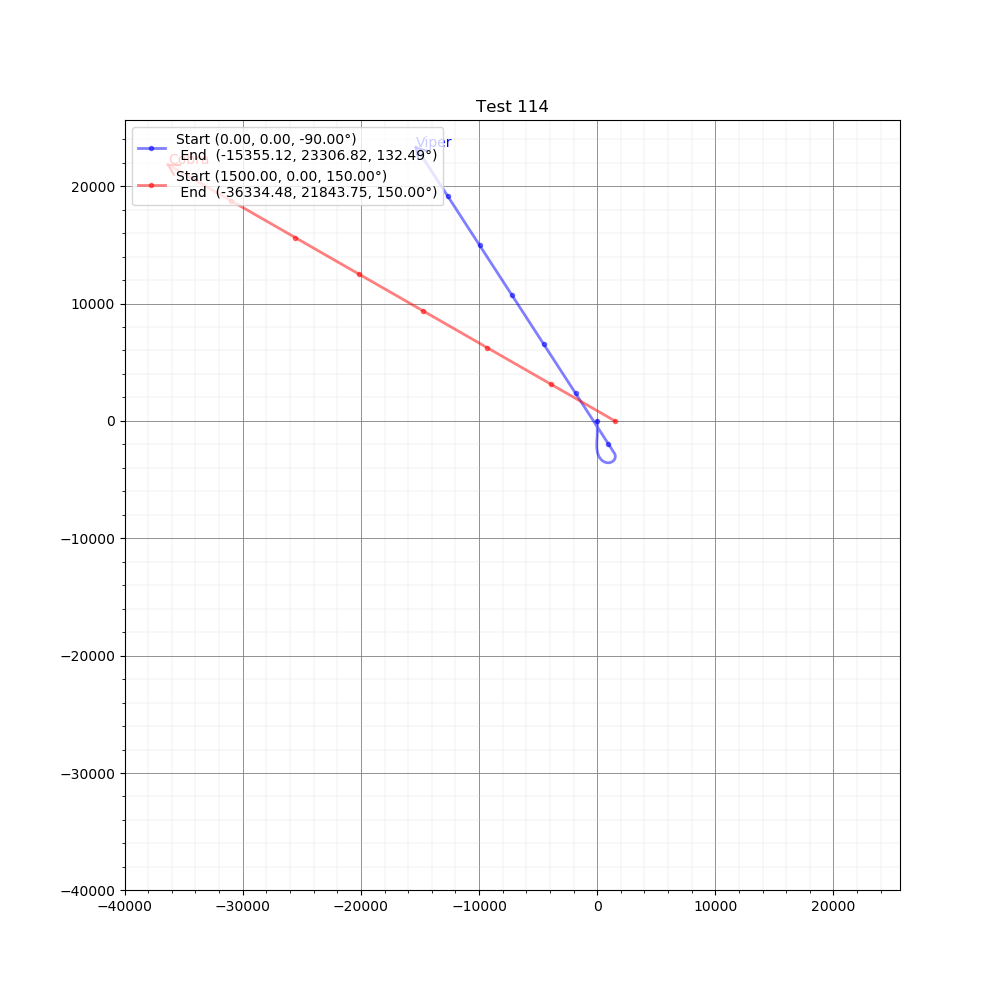 Test 114
Viper
Start (0.00, 0.00, -90.00°)
End (-15355.12, 23306.82, 132.49°)
Start (1500.00, 0.00, 150.00°)
End (-36334.48, 21843.75, 150.00°)
20000
10000
0
−10000
−20000
−30000
−40000
−40000 −30000 −20000 −10000 0 10000 20000